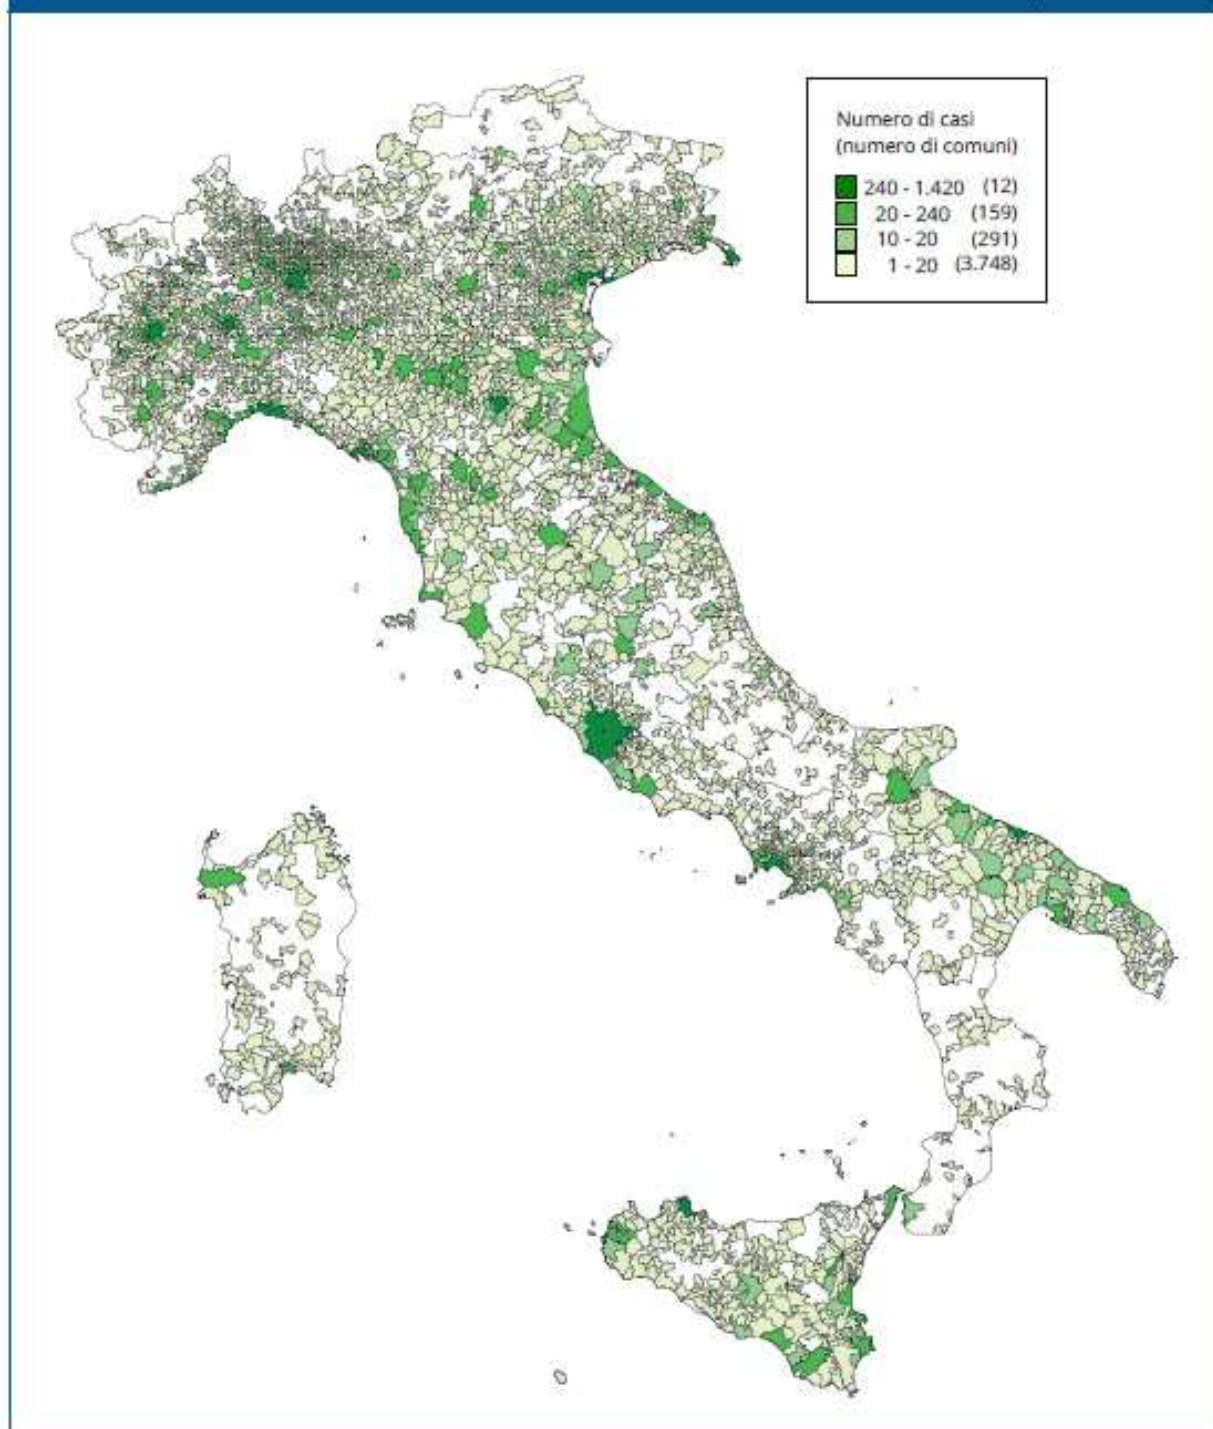 Numero di casi
(numero di comuni)
240 - 1.420 (12)
20 - 240 (159)
10 - 20 (291)
1 - 20 (3.748)